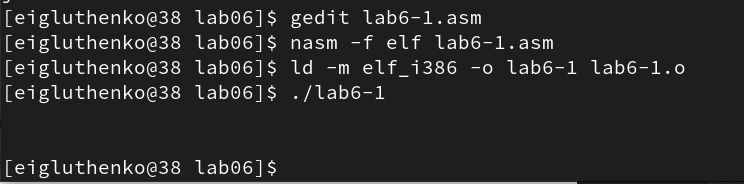 [eigluthenko@38 lab06]$ gedit lab6-1.asm
[eigluthenko@38 lab06]$ nasm -f elf lab6-1.asm
[eigluthenko@38 lab06]$ ld -m elf_i386 -o lab6-1 lab6-1.o
[eigluthenko@38 lab06]$ ./lab6-1
[eigluthenko@38 lab06]$